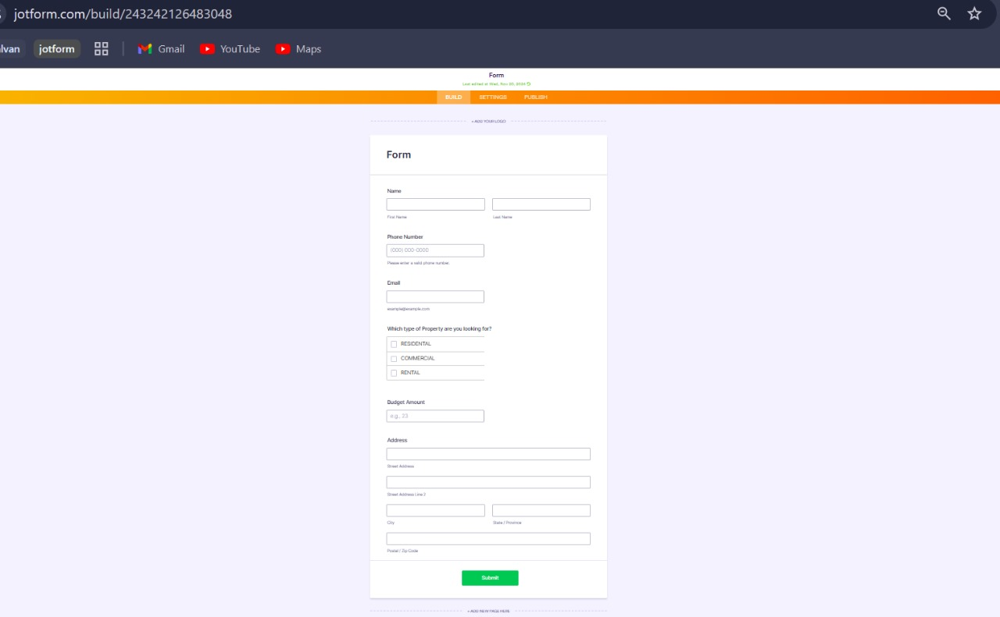 jotform.com/build/243242126483048
lvan jotform Gmail YouTube Maps
Form
Last edited at Wed, Nov 20, 2024
BUILD SETTINGS PUBLISH
+ ADD YOUR LOGO
Form
Name
First Name Last Name
Phone Number
(000) 000-0000
Please enter a valid phone number.
Email
example@example.com
Which type of Property are you looking for?
RESIDENTAL
COMMERCIAL
RENTAL
Budget Amount
e.g., 23
Address
Street Address
Street Address Line 2
City State / Province
Postal / Zip Code
Submit
+ ADD NEW PAGE HERE